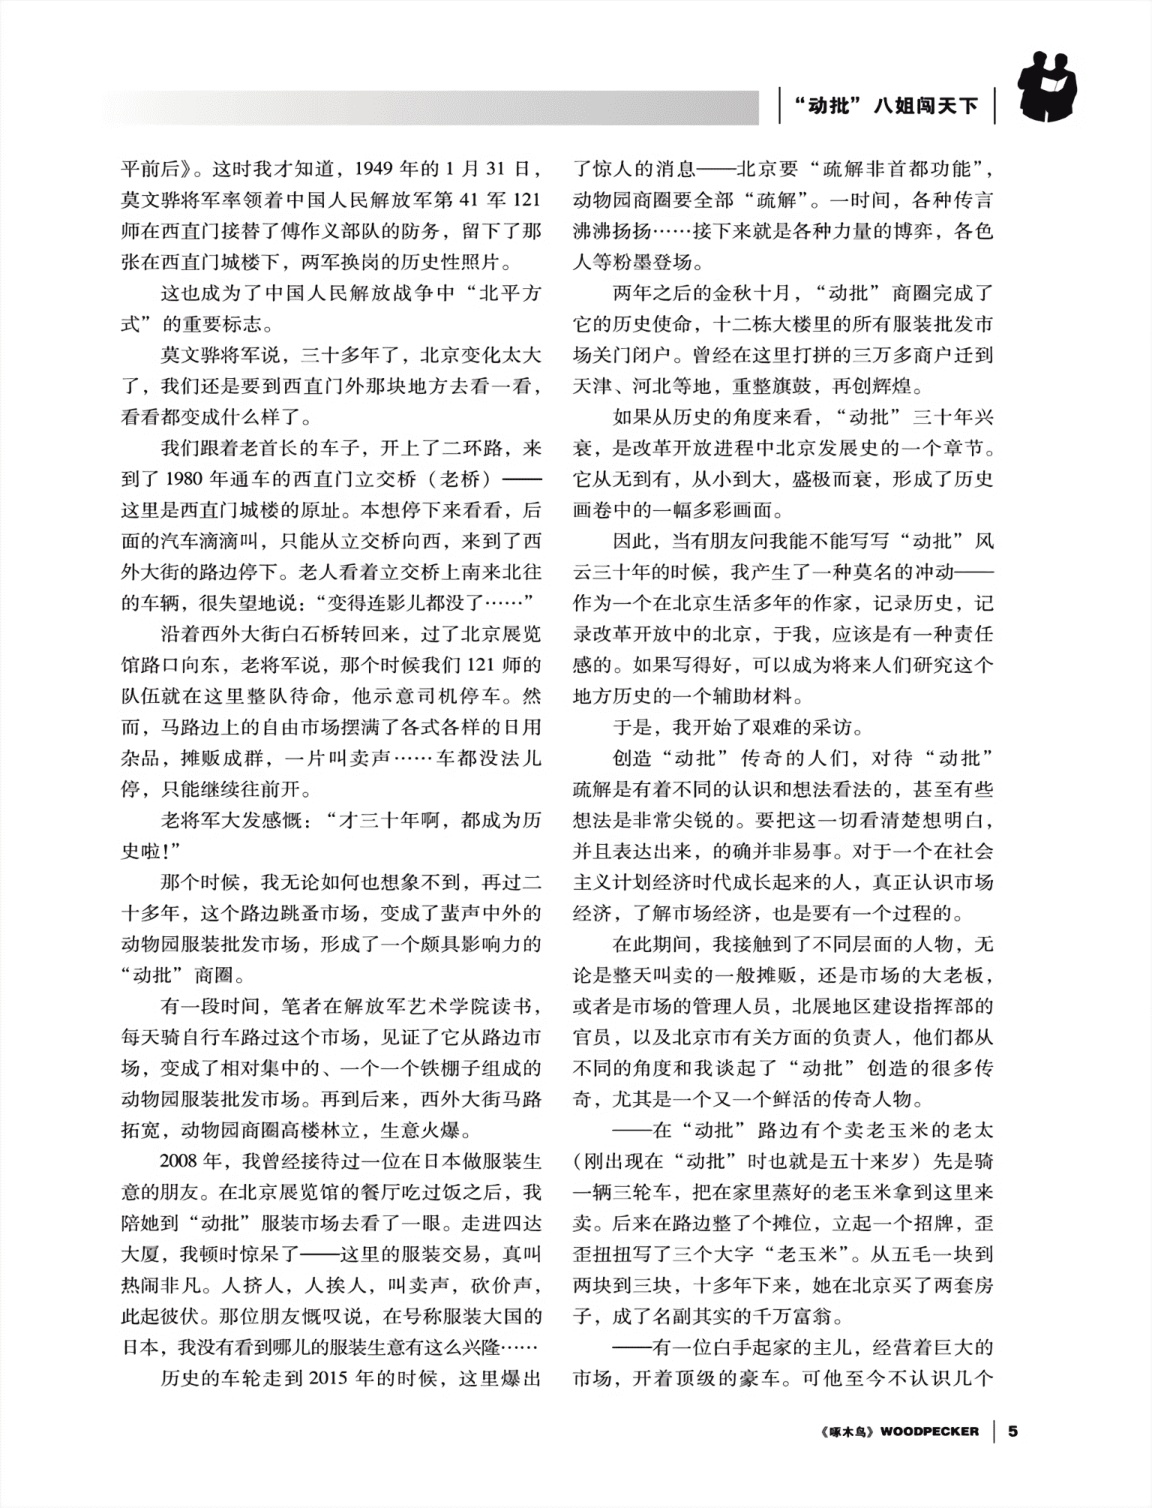 “动批”八姐闯天下
平前后》。这时我才知道，1949 年的 1 月 31 日，
莫文骅将军率领着中国人民解放军第 41 军 121
师在西直门接替了傅作义部队的防务，留下了那
张在西直门城楼下，两军换岗的历史性照片。
这也成为了中国人民解放战争中“北平方
式”的重要标志。
莫文骅将军说，三十多年了，北京变化太大
了，我们还是要到西直门外那块地方去看一看，
看看都变成什么样了。
我们跟着老首长的车子，开上了二环路，来
到了 1980 年通车的西直门立交桥（老桥）——
这里是西直门城楼的原址。本想停下来看看，后
面的汽车滴滴叫，只能从立交桥向西，来到了西
外大街的路边停下。老人看着立交桥上南来北往
的车辆，很失望地说：“变得连影儿都没了……”
沿着西外大街白石桥转回来，过了北京展览
馆路口向东，老将军说，那个时候我们 121 师的
队伍就在这里整队待命，他示意司机停车。然
而，马路边上的自由市场摆满了各式各样的日用
杂品，摊贩成群，一片叫卖声……车都没法儿
停，只能继续往前开。
老将军大发感慨：“才三十年啊，都成为历
史啦！”
那个时候，我无论如何也想象不到，再过二
十多年，这个路边跳蚤市场，变成了蜚声中外的
动物园服装批发市场，形成了一个颇具影响力的
“动批”商圈。
有一段时间，笔者在解放军艺术学院读书，
每天骑自行车路过这个市场，见证了它从路边市
场，变成了相对集中的、一个一个铁棚子组成的
动物园服装批发市场。再到后来，西外大街马路
拓宽，动物园商圈高楼林立，生意火爆。
2008 年，我曾经接待过一位在日本做服装生
意的朋友。在北京展览馆的餐厅吃过饭之后，我
陪她到“动批”服装市场去看了一眼。走进四达
大厦，我顿时惊呆了——这里的服装交易，真叫
热闹非凡。人挤人，人挨人，叫卖声，砍价声，
此起彼伏。那位朋友慨叹说，在号称服装大国的
日本，我没有看到哪儿的服装生意有这么兴隆……
历史的车轮走到 2015 年的时候，这里爆出
了惊人的消息——北京要“疏解非首都功能”，
动物园商圈要全部“疏解”。一时间，各种传言
沸沸扬扬……接下来就是各种力量的博弈，各色
人等粉墨登场。
两年之后的金秋十月，“动批”商圈完成了
它的历史使命，十二栋大楼里的所有服装批发市
场关门闭户。曾经在这里打拼的三万多商户迁到
天津、河北等地，重整旗鼓，再创辉煌。
如果从历史的角度来看，“动批”三十年兴
衰，是改革开放进程中北京发展史的一个章节。
它从无到有，从小到大，盛极而衰，形成了历史
画卷中的一幅多彩画面。
因此，当有朋友问我能不能写写“动批”风
云三十年的时候，我产生了一种莫名的冲动——
作为一个在北京生活多年的作家，记录历史，记
录改革开放中的北京，于我，应该是有一种责任
感的。如果写得好，可以成为将来人们研究这个
地方历史的一个辅助材料。
于是，我开始了艰难的采访。
创造“动批”传奇的人们，对待“动批”
疏解是有着不同的认识和想法看法的，甚至有些
想法是非常尖锐的。要把这一切看清楚想明白，
并且表达出来，的确并非易事。对于一个在社会
主义计划经济时代成长起来的人，真正认识市场
经济，了解市场经济，也是要有一个过程的。
在此期间，我接触到了不同层面的人物，无
论是整天叫卖的一般摊贩，还是市场的大老板，
或者是市场的管理人员，北展地区建设指挥部的
官员，以及北京市有关方面的负责人，他们都从
不同的角度和我谈起了“动批”创造的很多传
奇，尤其是一个又一个鲜活的传奇人物。
——在“动批”路边有个卖老玉米的老太
（刚出现在“动批”时也就是五十来岁）先是骑
一辆三轮车，把在家里蒸好的老玉米拿到这里来
卖。后来在路边整了个摊位，立起一个招牌，歪
歪扭扭写了三个大字“老玉米”。从五毛一块到
两块到三块，十多年下来，她在北京买了两套房
子，成了名副其实的千万富翁。
——有一位白手起家的主儿，经营着巨大的
市场，开着顶级的豪车。可他至今不认识几个
《啄木鸟》WOODPECKER 5